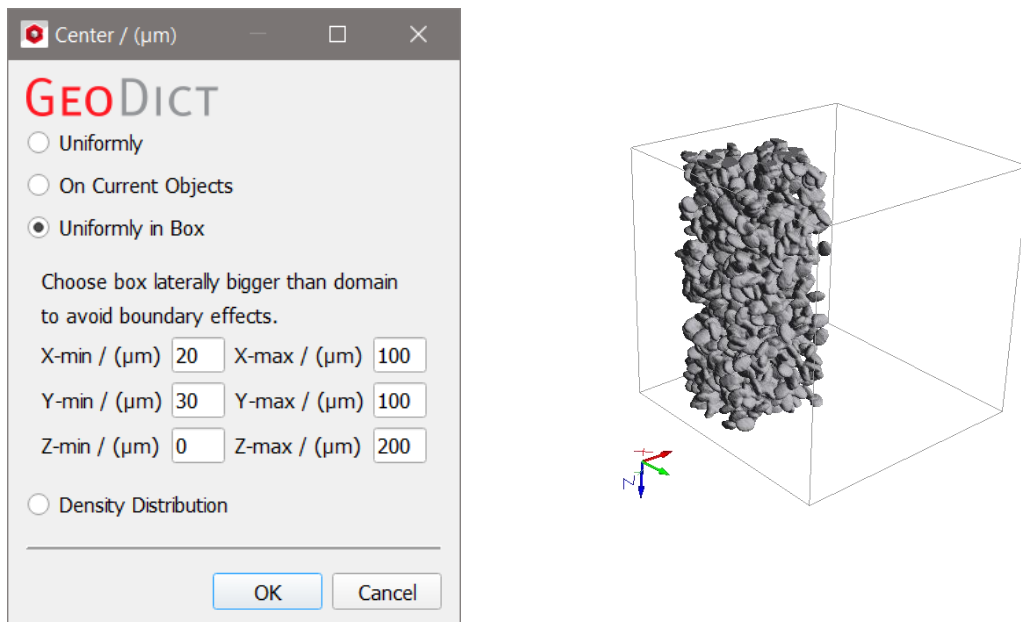 Center / (µm)
GEODICT
Uniformly
On Current Objects
Uniformly in Box
Choose box laterally bigger than domain
to avoid boundary effects.
X-min / (µm) 20 X-max / (µm) 100
Y-min / (µm) 30 Y-max / (µm) 100
Z-min / (µm) 0 Z-max / (µm) 200
Density Distribution
OK Cancel
X
Z